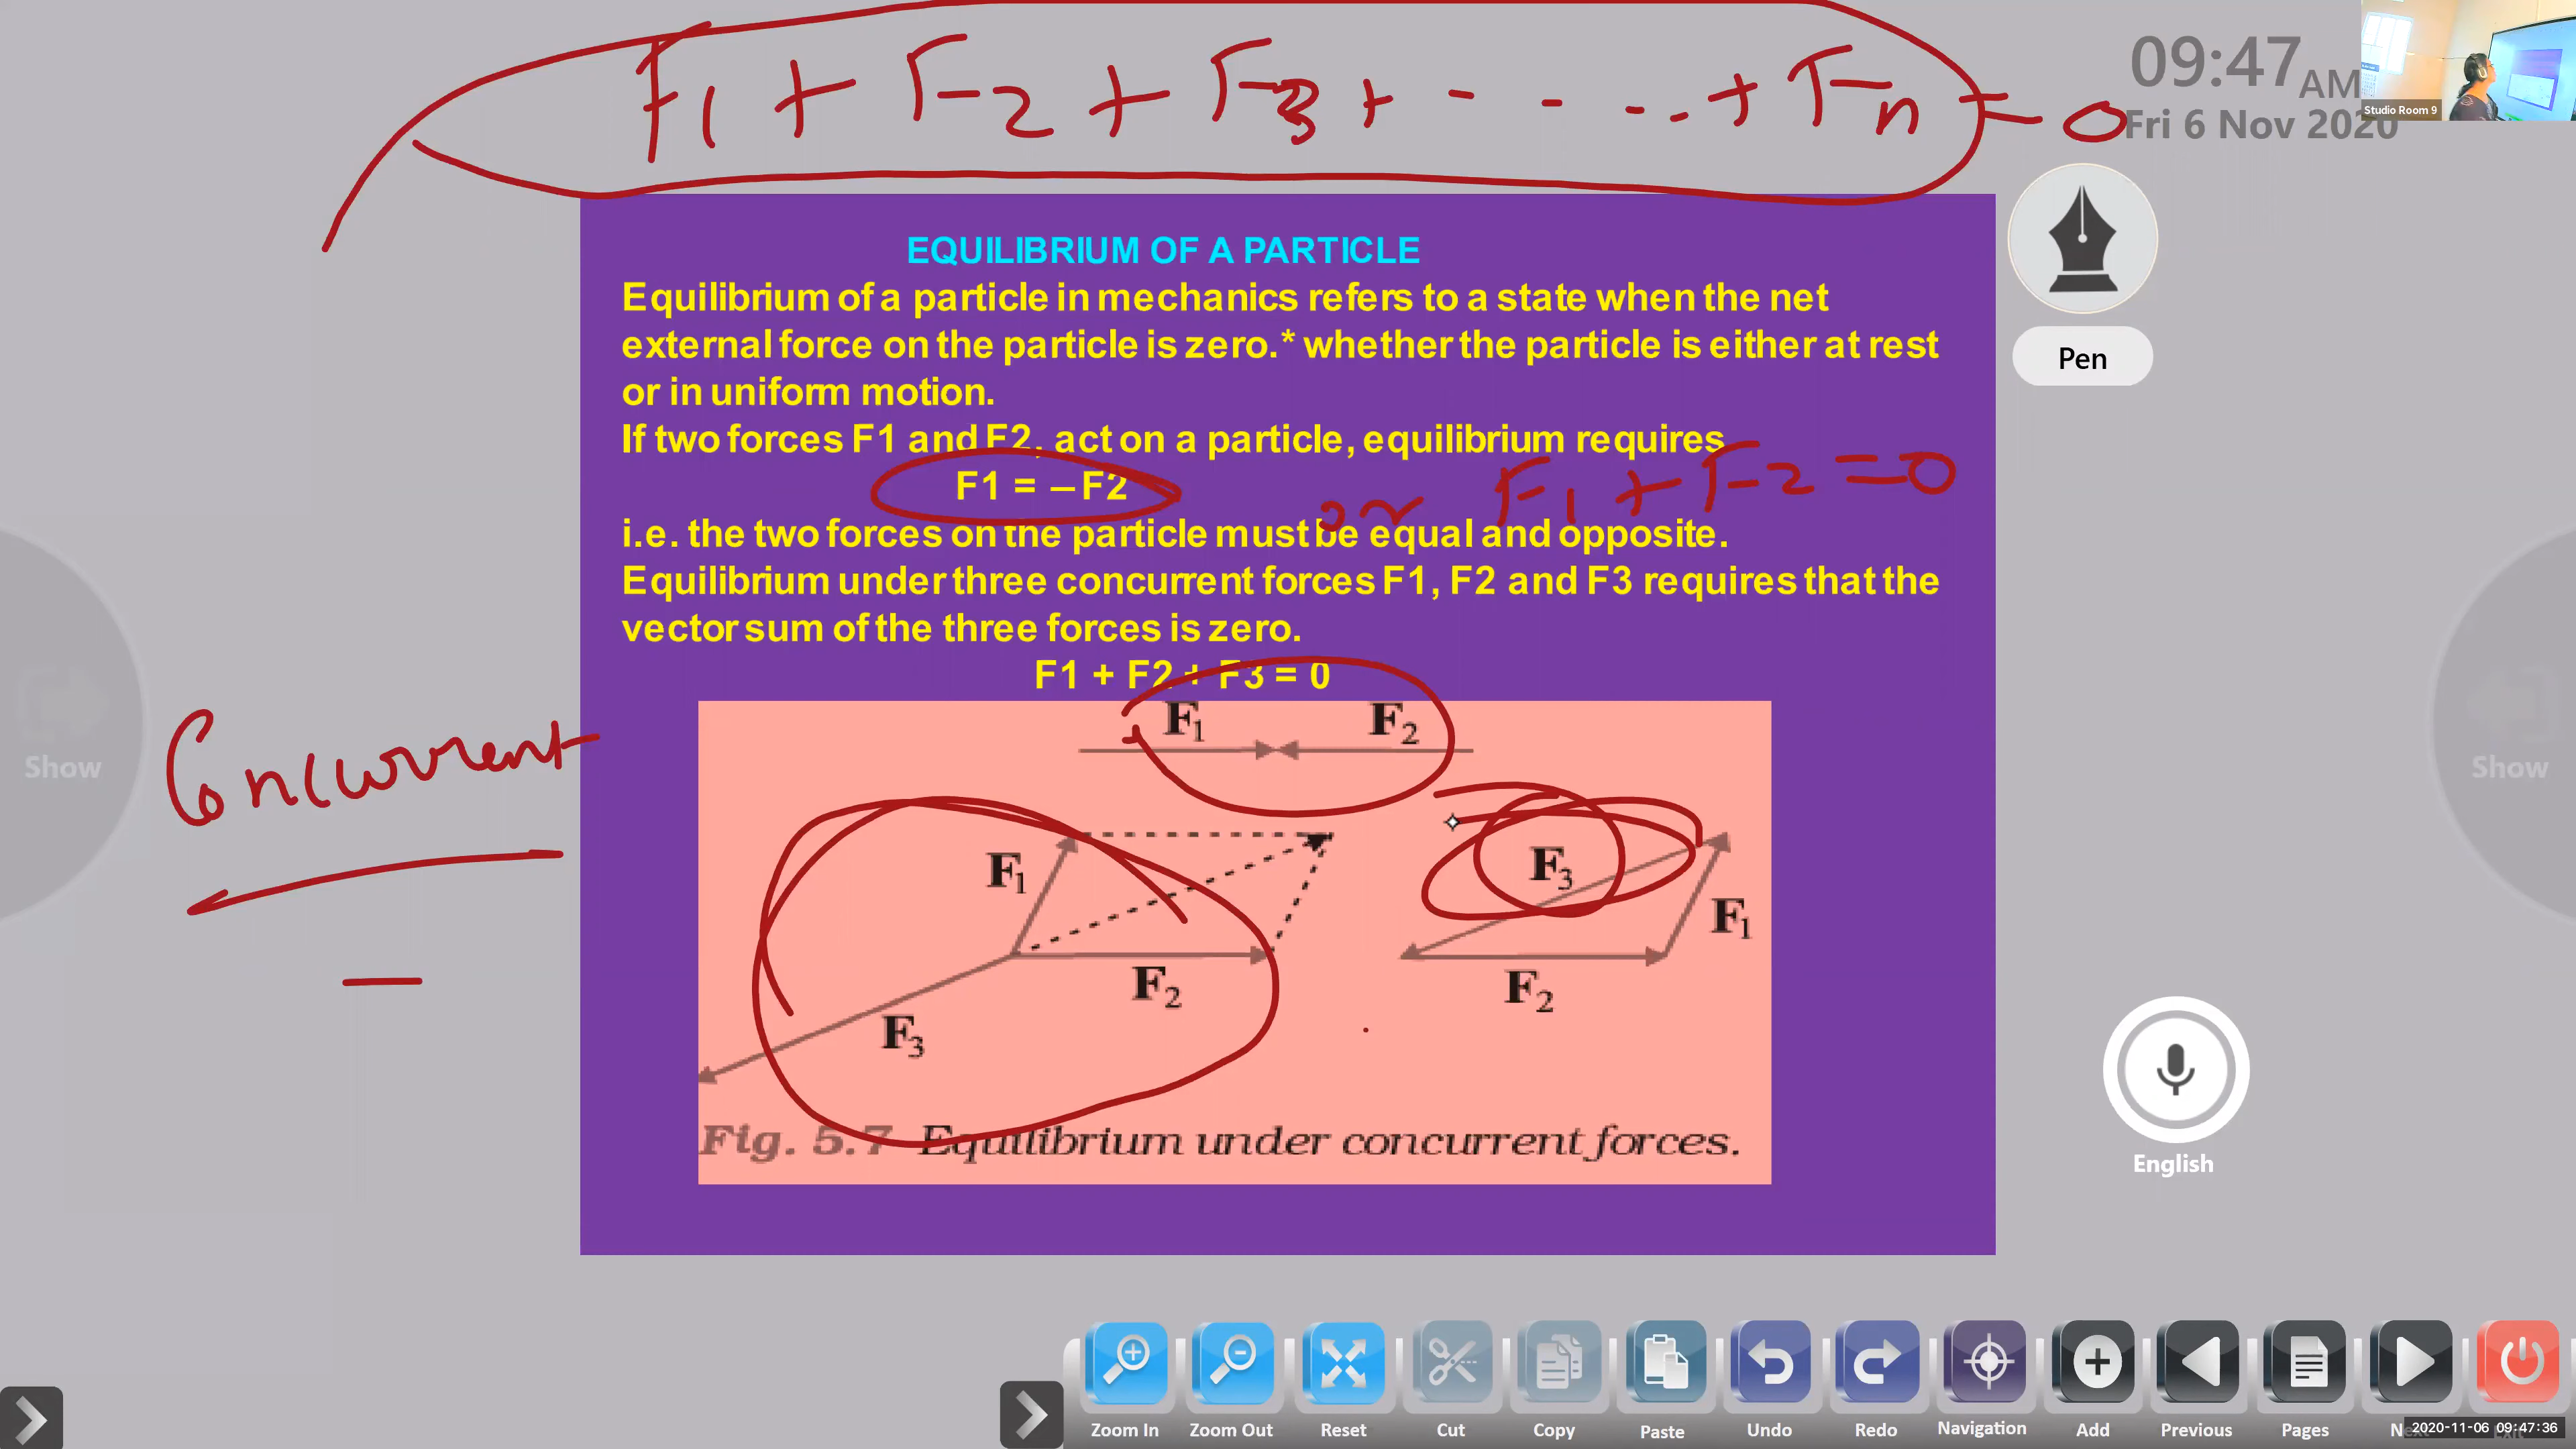 F1 + F2 + F3 + - - - .. + Fn = 0
09:47 AM
Fri 6 Nov 2020
Studio Room 9
Pen
EQUILIBRIUM OF A PARTICLE
Equilibrium of a particle in mechanics refers to a state when the net
external force on the particle is zero.* whether the particle is either at rest
or in uniform motion.
If two forces F1 and F2, act on a particle, equilibrium requires
F1 = –F2
or F1 + F2 = 0
i.e. the two forces on the particle must be equal and opposite.
Equilibrium under three concurrent forces F1, F2 and F3 requires that the
vector sum of the three forces is zero.
F1 + F2 + F3 = 0
Concurrent
F1 F2
F1
F2
F3
F3
F1
F2
Fig. 5.7 Equilibrium under concurrent forces.
Show
Show
English
Zoom In Zoom Out Reset Cut Copy Paste Undo Redo Navigation Add Previous Pages
2020-11-06 09:47:36